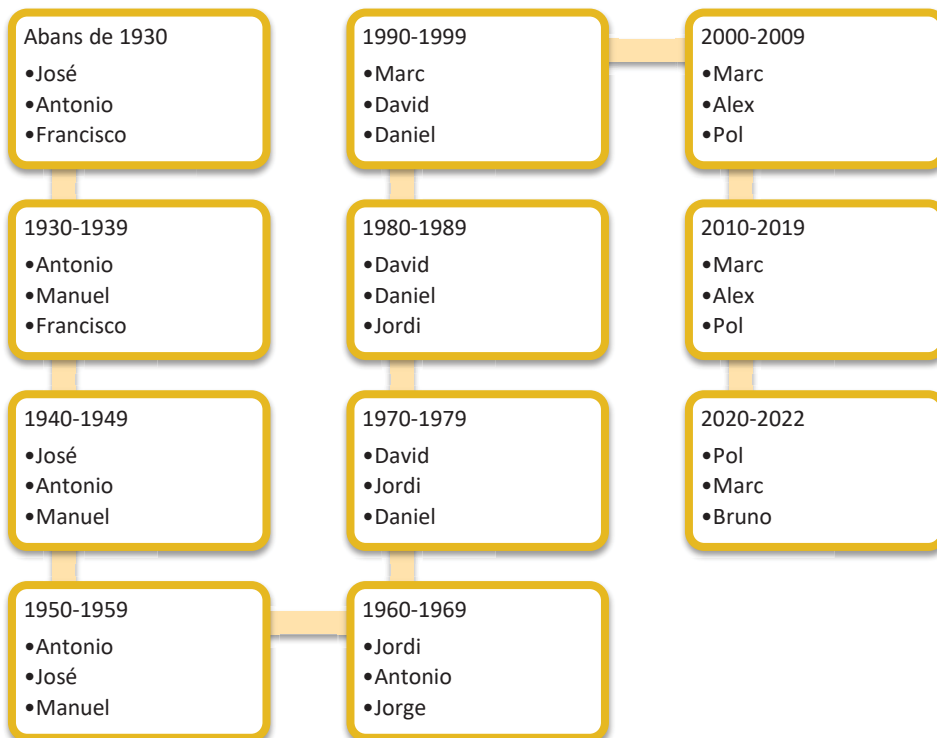 Abans de 1930
•José
•Antonio
•Francisco
1930-1939
•Antonio
•Manuel
•Francisco
1940-1949
•José
•Antonio
•Manuel
1950-1959
•Antonio
•José
•Manuel
1960-1969
•Jordi
•Antonio
•Jorge
1970-1979
•David
•Jordi
•Daniel
1980-1989
•David
•Daniel
•Jordi
1990-1999
•Marc
•David
•Daniel
2000-2009
•Marc
•Alex
•Pol
2010-2019
•Marc
•Alex
•Pol
2020-2022
•Pol
•Marc
•Bruno